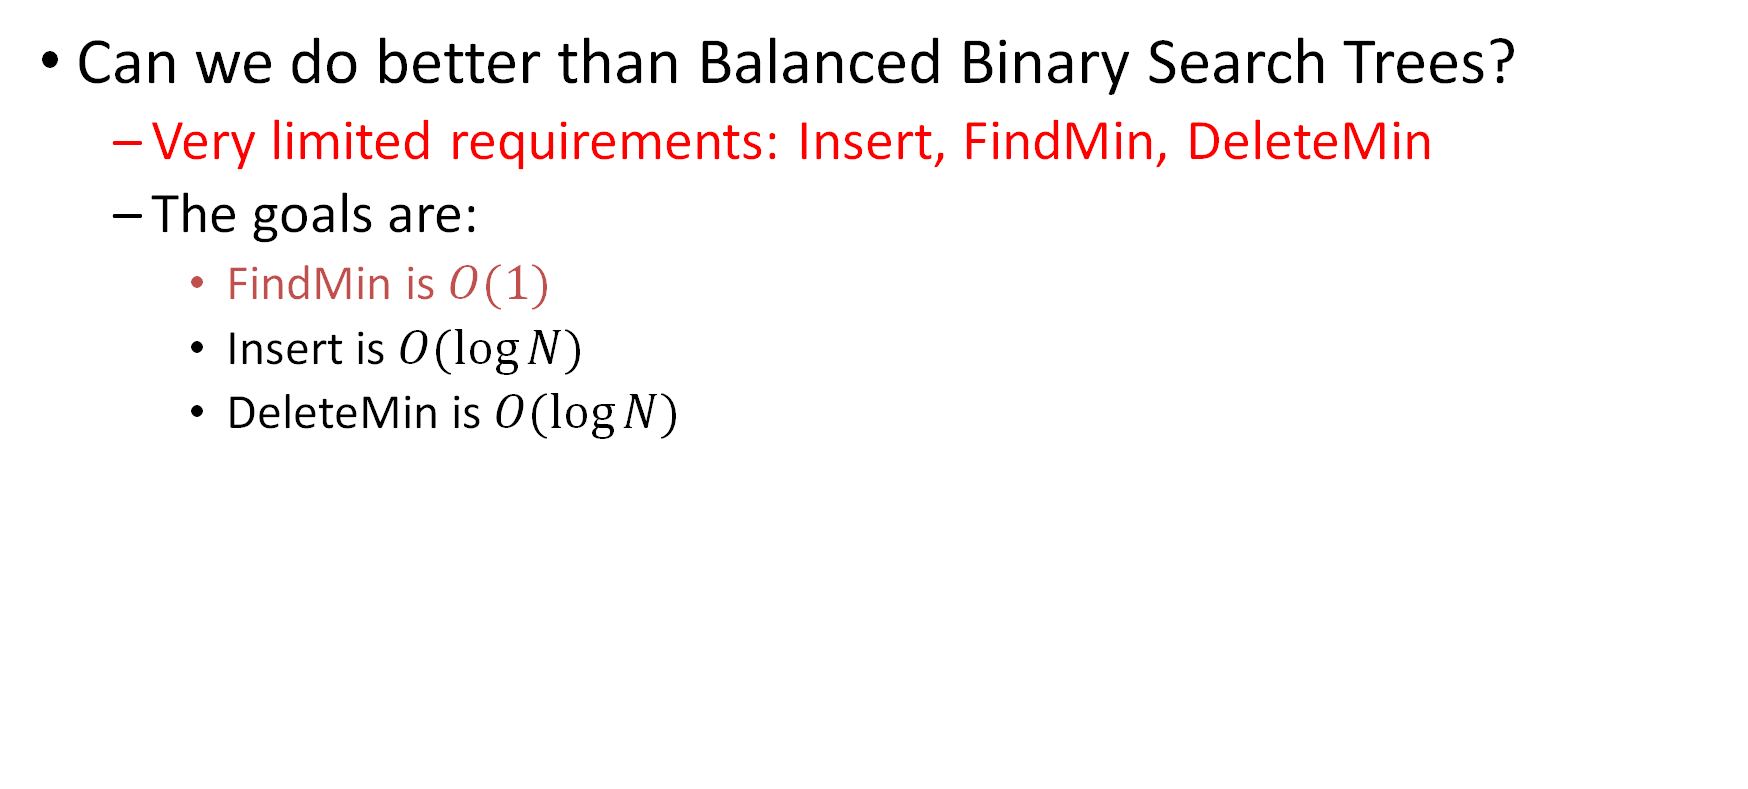 • Can we do better than Balanced Binary Search Trees?
– Very limited requirements: Insert, FindMin, DeleteMin
– The goals are:
• FindMin is O(1)
• Insert is O(log N)
• DeleteMin is O(log N)